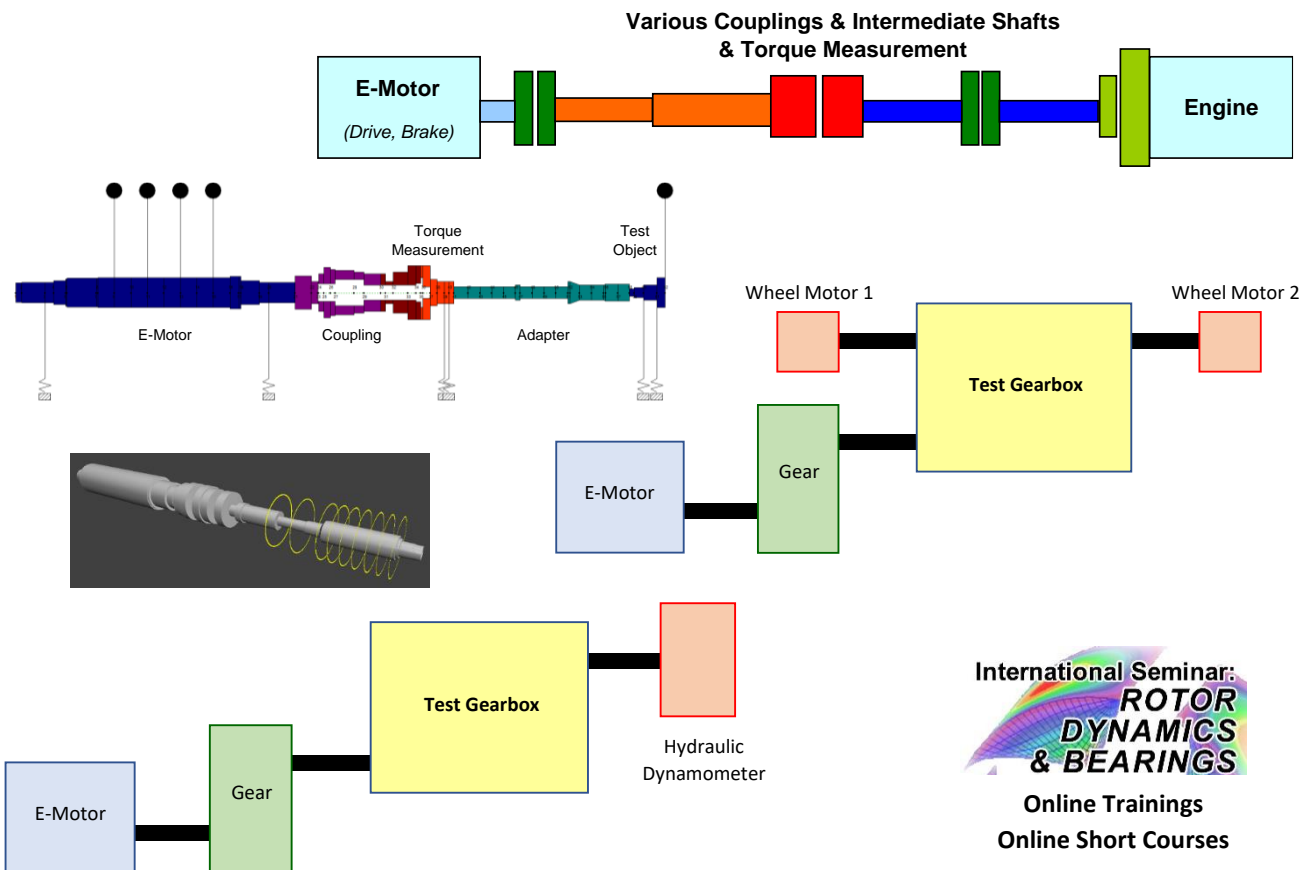 Various Couplings & Intermediate Shafts
& Torque Measurement
E-Motor
(Drive, Brake)
Engine
Torque
Measurement
Test
Object
E-Motor
Coupling
Adapter
Wheel Motor 1
Wheel Motor 2
Test Gearbox
Gear
E-Motor
Test Gearbox
Hydraulic
Dynamometer
Gear
E-Motor
International Seminar:
ROTOR
DYNAMICS
& BEARINGS
Online Trainings
Online Short Courses